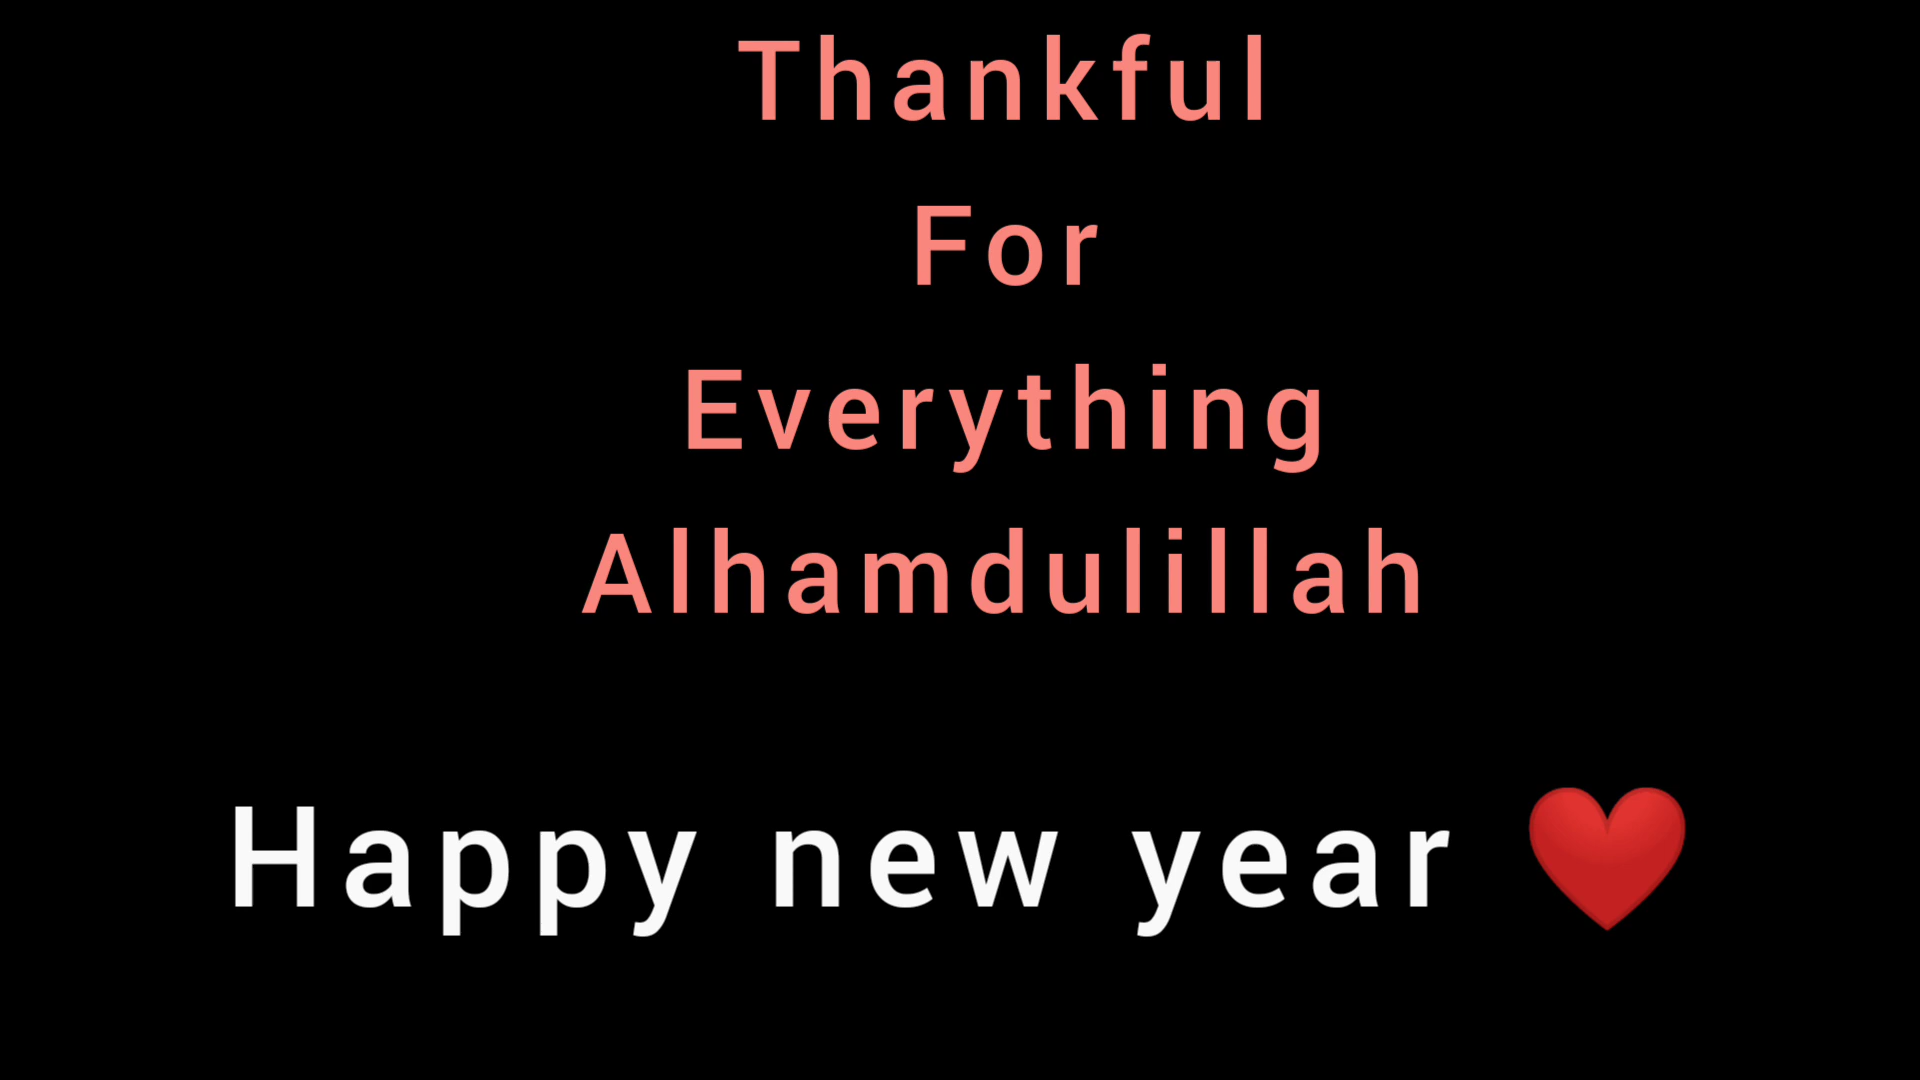 Thankful
For
Everything
Alhamdulillah
Happy new year ❤️